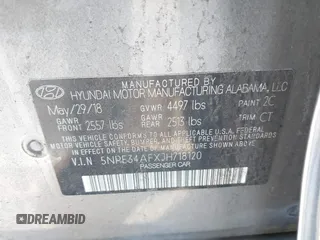 MANUFACTURED BY
HYUNDAI MOTOR MANUFACTURING ALABAMA, LLC
May/29/18 GVWR 4497 lbs PAINT 2C
GAWR FRONT 2557 lbs GAWR REAR 2513 lbs TRIM CT
THIS VEHICLE CONFORMS TO ALL APPLICABLE
FEDERAL MOTOR VEHICLE SAFETY BUMPER, AND
THEFT PREVENTION STANDARDS IN EFFECT ON
THE DATE OF MANUFACTURE SHOWN ABOVE.
V.I.N 5NPE34AFXJH718120
PASSENGER CAR
© BIDFAX